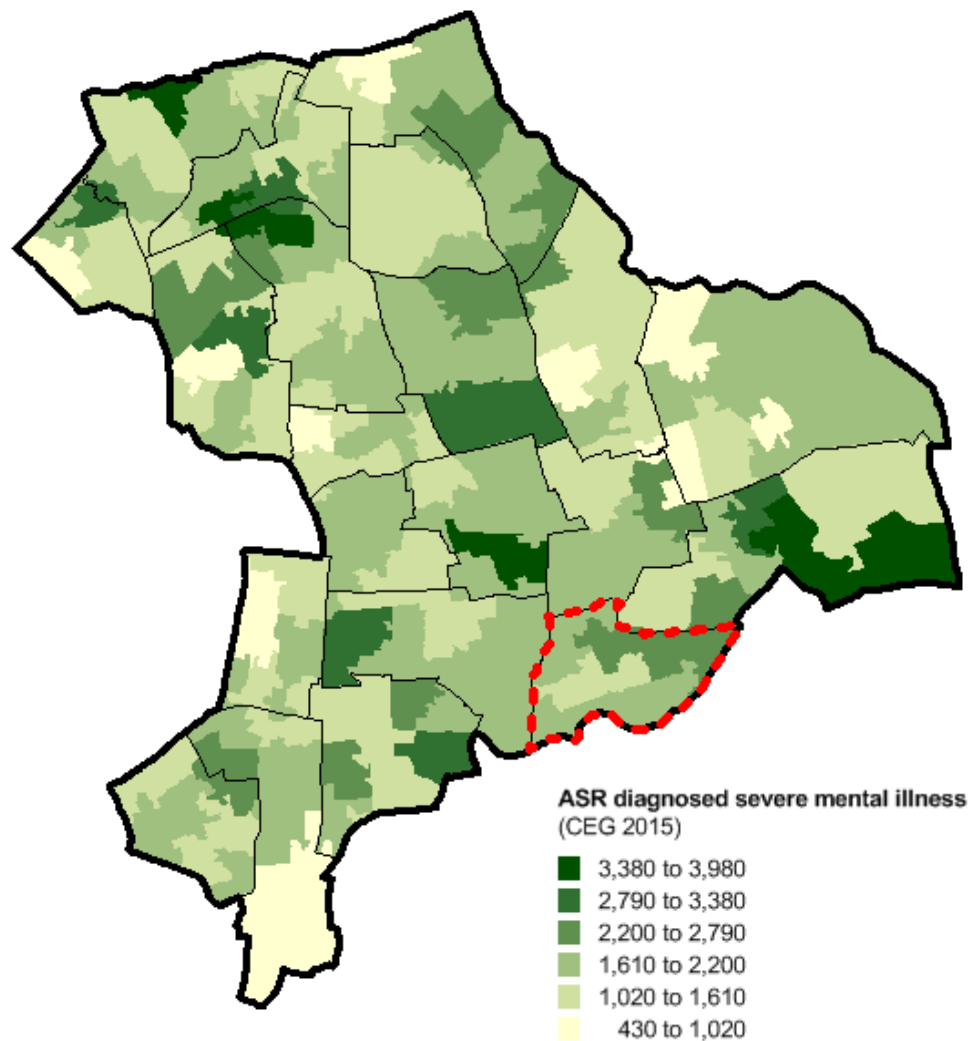 ASR diagnosed severe mental illness
(CEG 2015)
3,380 to 3,980
2,790 to 3,380
2,200 to 2,790
1,610 to 2,200
1,020 to 1,610
430 to 1,020